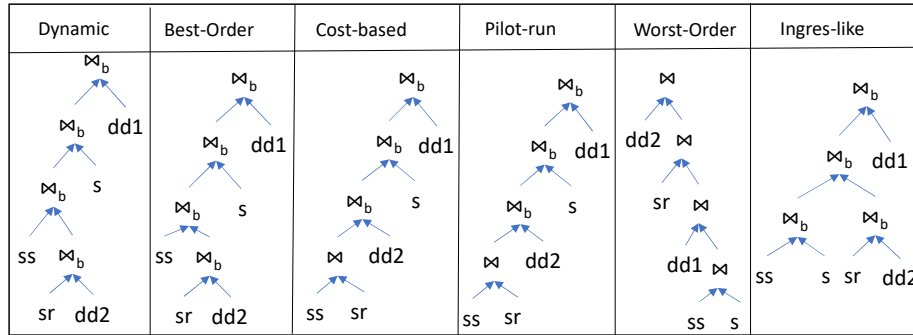 Dynamic Best-Order Cost-based Pilot-run Worst-Order Ingres-like
⋈b
⋈b dd1
⋈b s
ss ⋈b
sr dd2
⋈b
⋈b dd1
⋈b s
ss ⋈b
sr dd2
⋈b
⋈b dd1
⋈b s
⋈ dd2
ss sr
⋈b
⋈b dd1
⋈b s
⋈ dd2
ss sr
⋈
dd2 ⋈
sr ⋈
dd1 ⋈
ss s
⋈b
⋈b dd1
⋈b ⋈b
ss s sr dd2